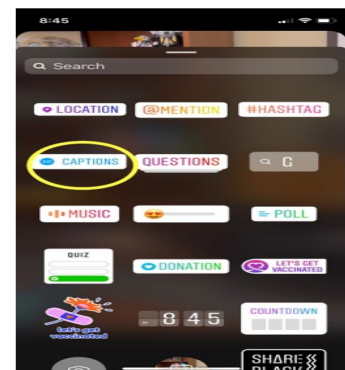 8:45
Search
LOCATION
@MENTION
#HASHTAG
CAPTIONS
QUESTIONS
G
MUSIC
POLL
QUIZ
DONATION
LET'S GET
VACCINATED
let's get
vaccinated
8 4 5
COUNTDOWN
SHARE
BLACK